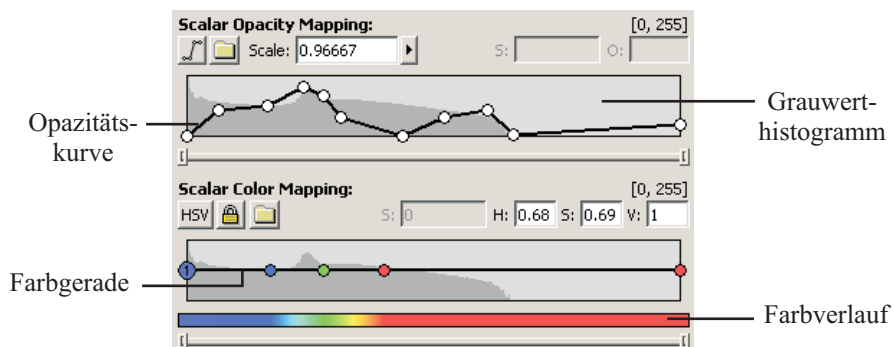 Scalar Opacity Mapping: [0, 255]
Scale: 0.96667 S: O:
Opazitäts-
kurve
Grauwert-
histogramm
Scalar Color Mapping: [0, 255]
HSV S: 0 H: 0.68 S: 0.69 V: 1
1
Farbgerade
Farbverlauf